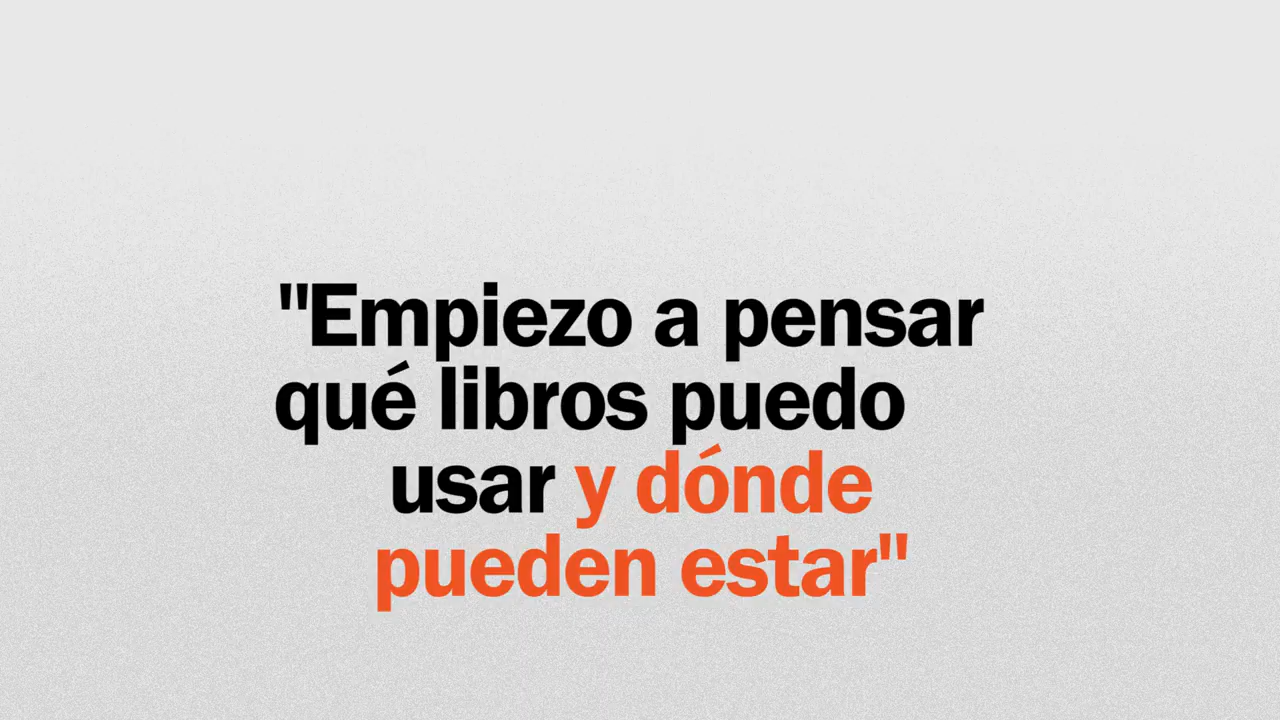 "Empiezo a pensar
qué libros puedo
usar y dónde
pueden estar"